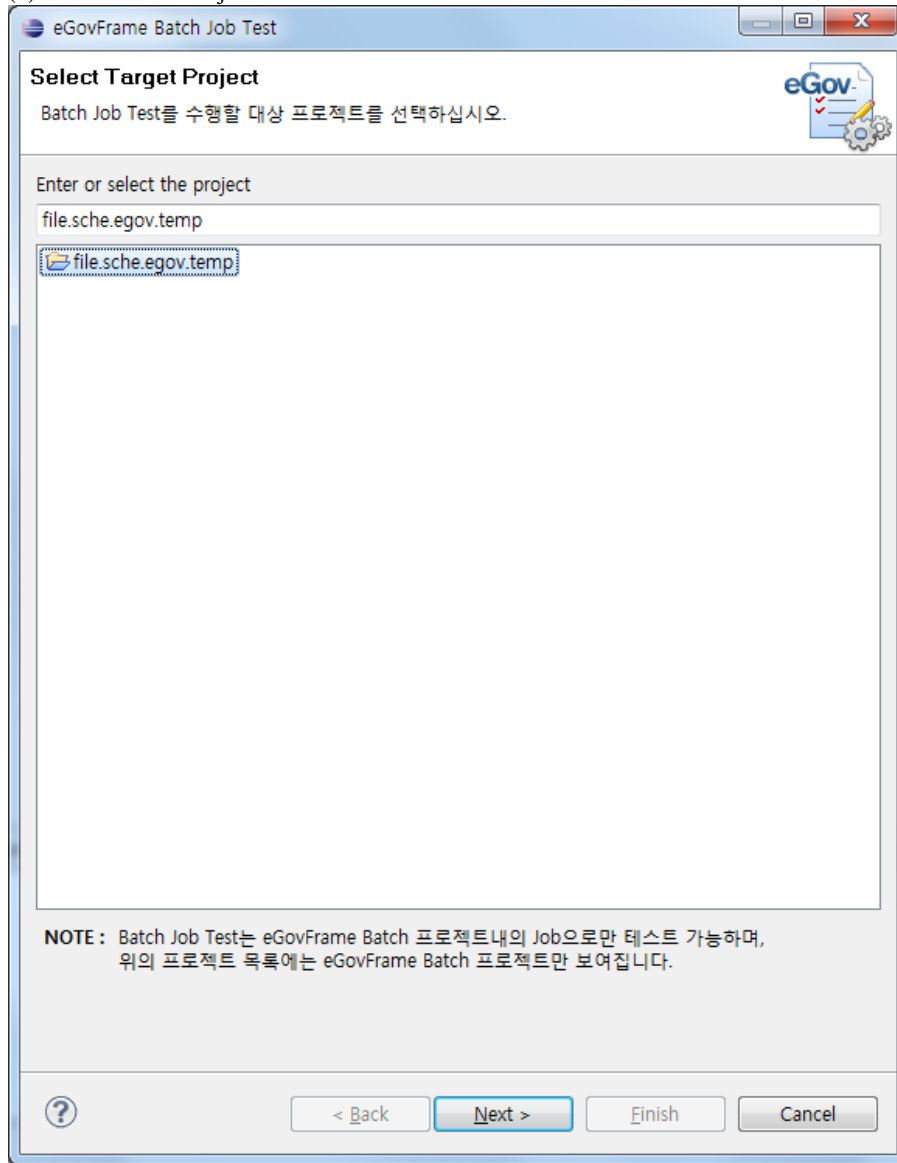 eGovFrame Batch Job Test
Select Target Project
Batch Job Test를 수행할 대상 프로젝트를 선택하십시오.
eGov
Enter or select the project
file.sche.egov.temp
file.sche.egov.temp
NOTE : Batch Job Test는 eGovFrame Batch 프로젝트내의 Job으로만 테스트 가능하며,
위의 프로젝트 목록에는 eGovFrame Batch 프로젝트만 보여집니다.
< Back Next > Finish Cancel